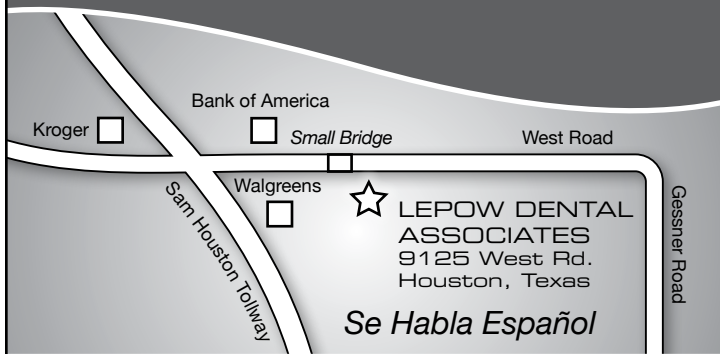 Bank of America
Kroger
Small Bridge
West Road
Walgreens
Sam Houston Tollway
Gessner Road
LEPOW DENTAL
ASSOCIATES
9125 West Rd.
Houston, Texas
Se Habla Español